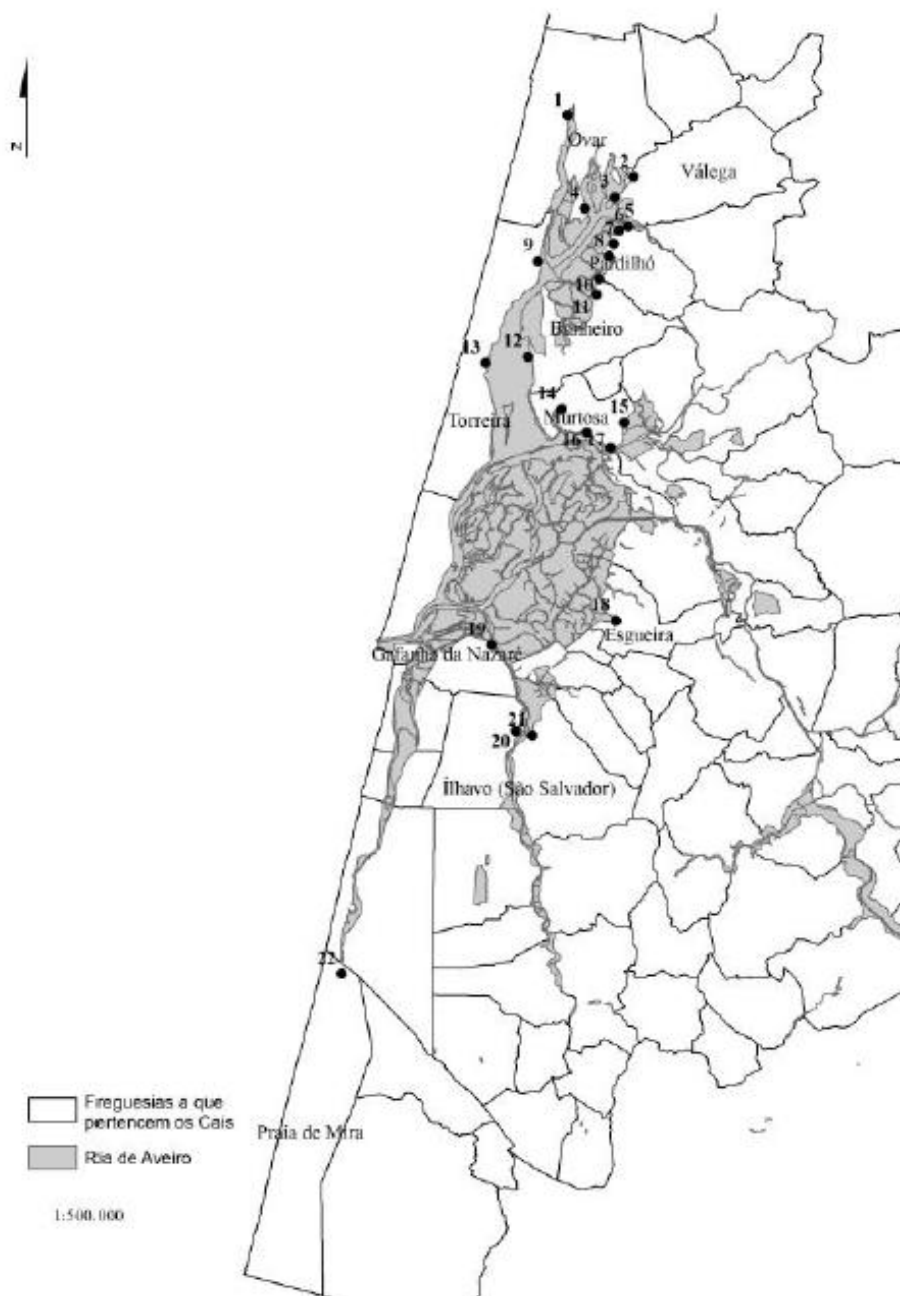 N
1
Ovar
2
Válega
3
4
5
6
7
8
Pardilhó
9
10
11
Bunheiro
12
13
14
Murtosa
15
Torreira
16
17
18
Esgueira
19
Gafanha da Nazaré
21
20
Ílhavo (São Salvador)
22
Freguesias a que
pertencem os Cais
Praia de Mira
Ria de Aveiro
1:500.000